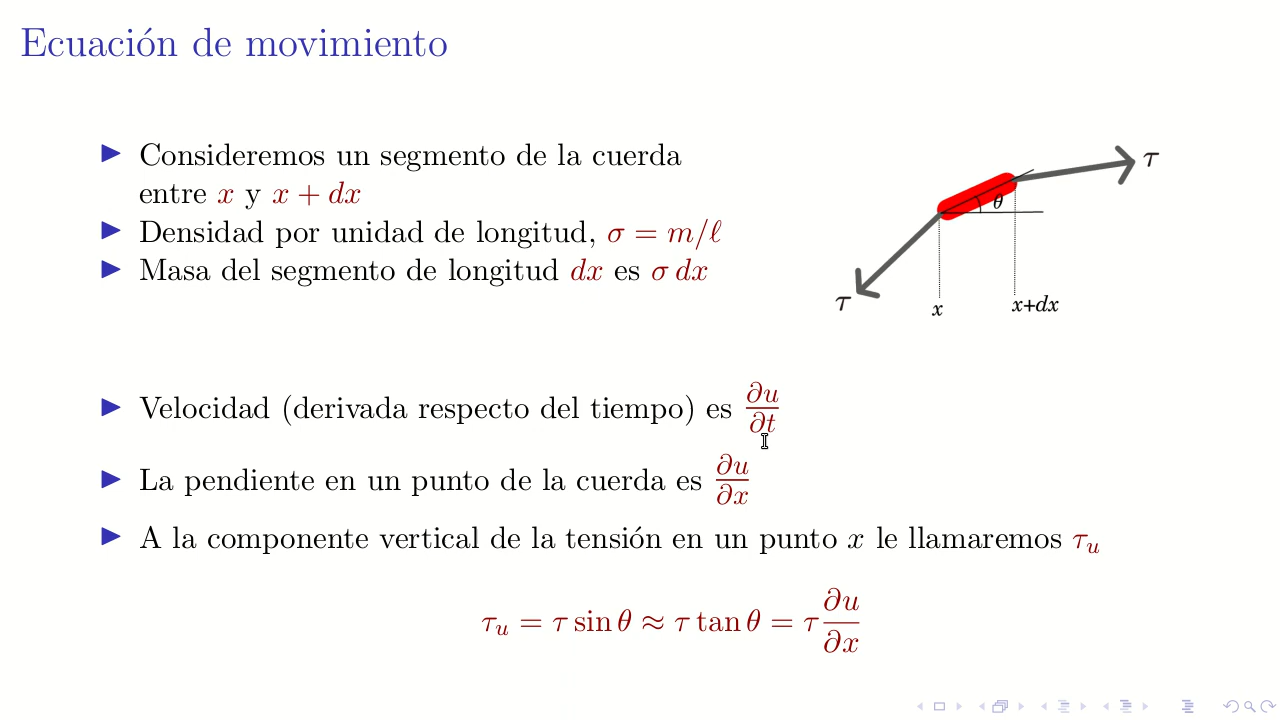 Ecuación de movimiento
▶ Consideremos un segmento de la cuerda
entre x y x + dx
▶ Densidad por unidad de longitud, σ = m/ℓ
▶ Masa del segmento de longitud dx es σ dx
τ
θ
τ
x
x+dx
▶ Velocidad (derivada respecto del tiempo) es ∂u/∂t
▶ La pendiente en un punto de la cuerda es ∂u/∂x
▶ A la componente vertical de la tensión en un punto x le llamaremos τ_u
τ_u = τ sin θ ≈ τ tan θ = τ ∂u/∂x